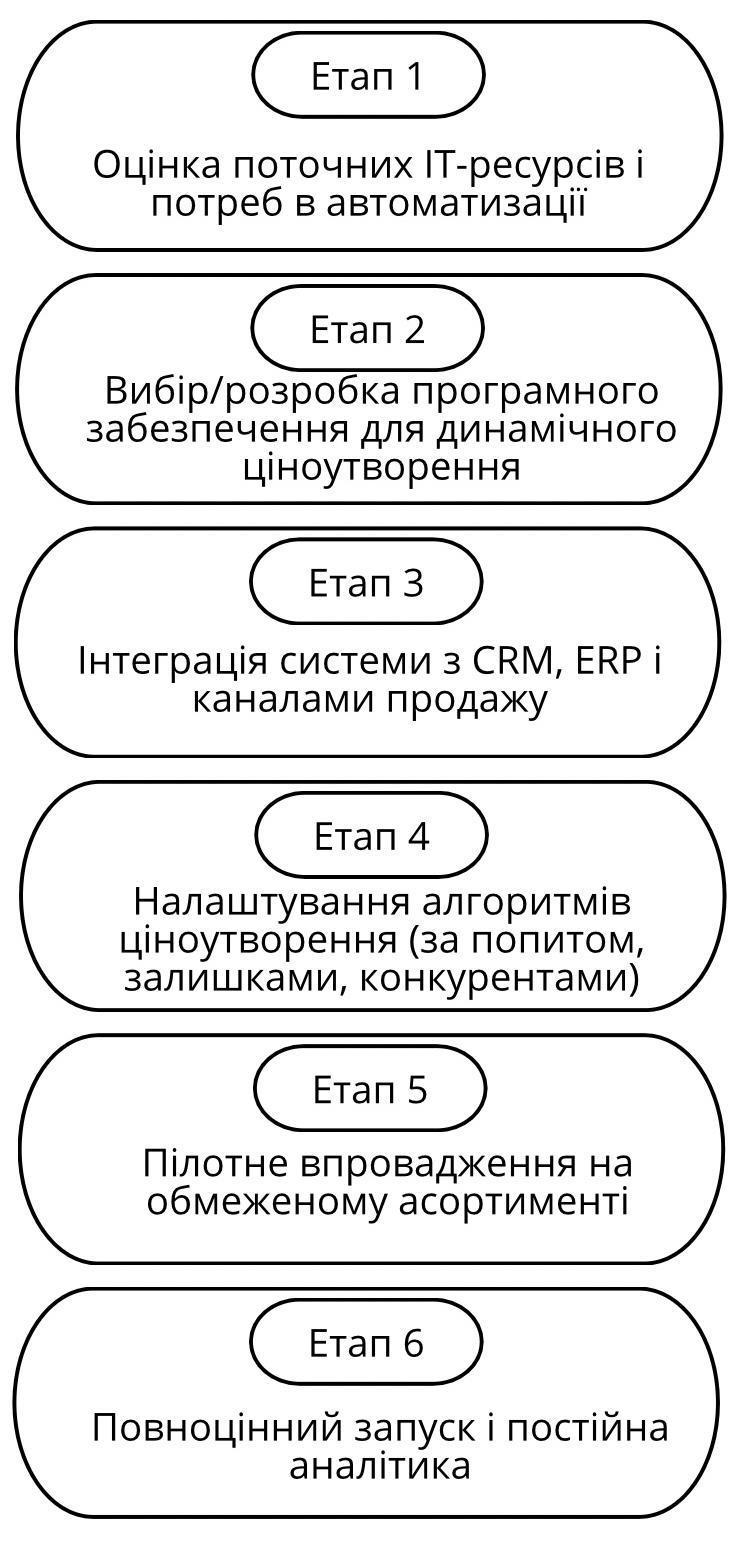 Етап 1
Оцінка поточних ІТ-ресурсів і
потреб в автоматизації
Етап 2
Вибір/розробка програмного
забезпечення для динамічного
ціноутворення
Етап 3
Інтеграція системи з CRM, ERP і
каналами продажу
Етап 4
Налаштування алгоритмів
ціноутворення (за попитом,
залишками, конкурентами)
Етап 5
Пілотне впровадження на
обмеженому асортименті
Етап 6
Повноцінний запуск і постійна
аналітика